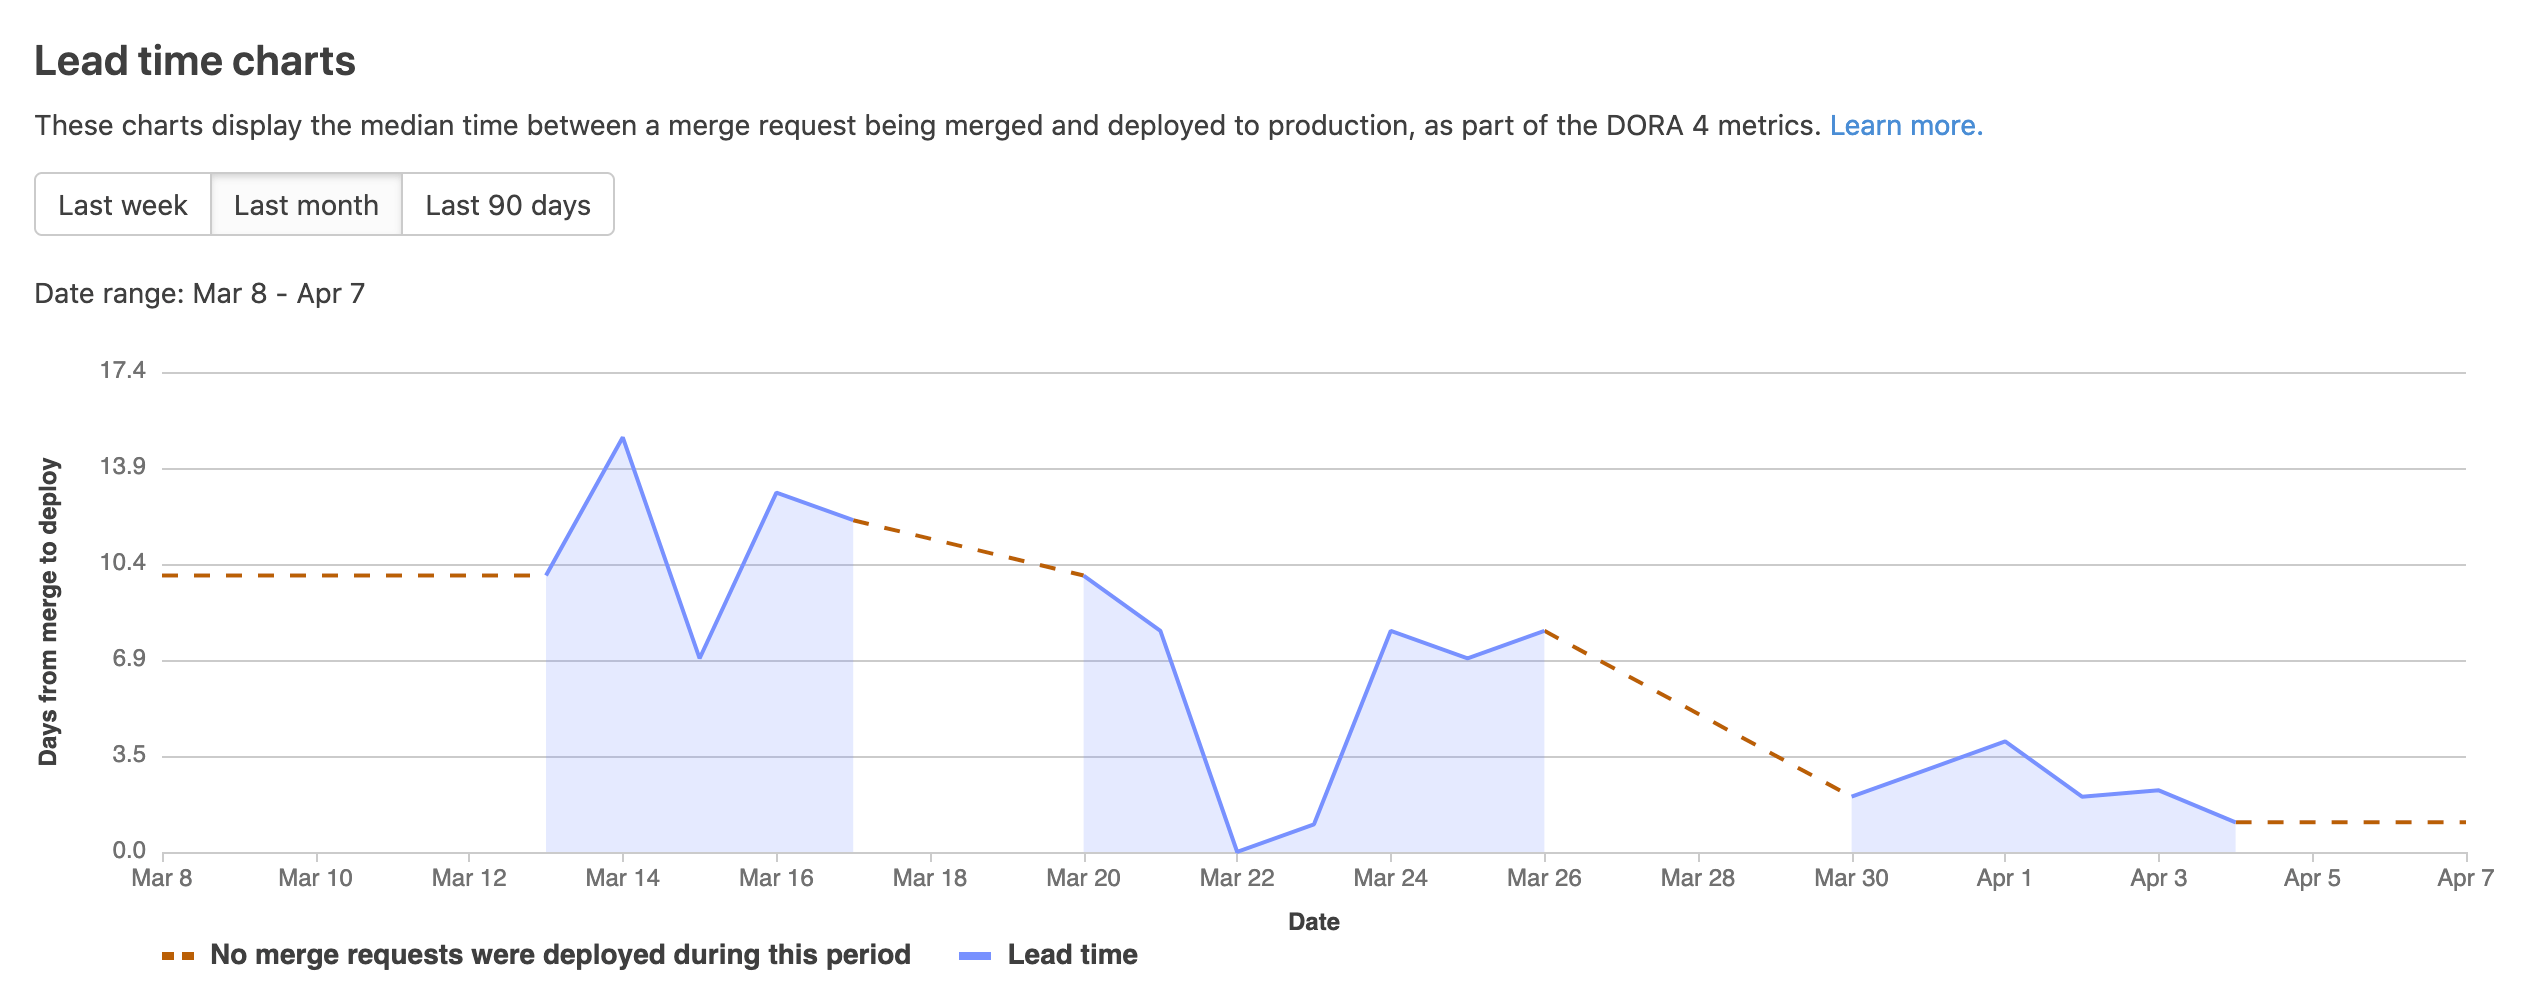 Lead time charts
These charts display the median time between a merge request being merged and deployed to production, as part of the DORA 4 metrics. Learn more.
Last week Last month Last 90 days
Date range: Mar 8 - Apr 7
17.4
13.9
10.4
6.9
3.5
0.0
Days from merge to deploy
Mar 8 Mar 10 Mar 12 Mar 14 Mar 16 Mar 18 Mar 20 Mar 22 Mar 24 Mar 26 Mar 28 Mar 30 Apr 1 Apr 3 Apr 5 Apr 7
Date
No merge requests were deployed during this period Lead time